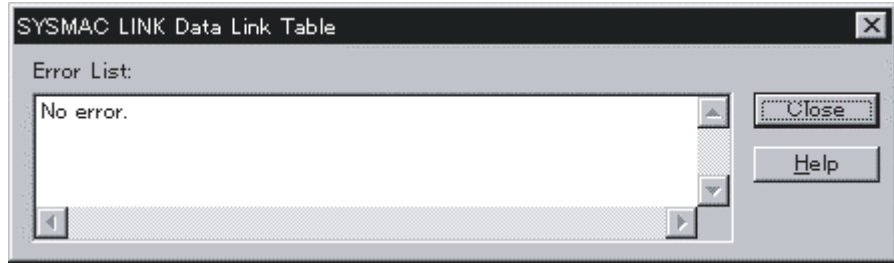 SYSMAC LINK Data Link Table
Error List:
No error.
Close
Help